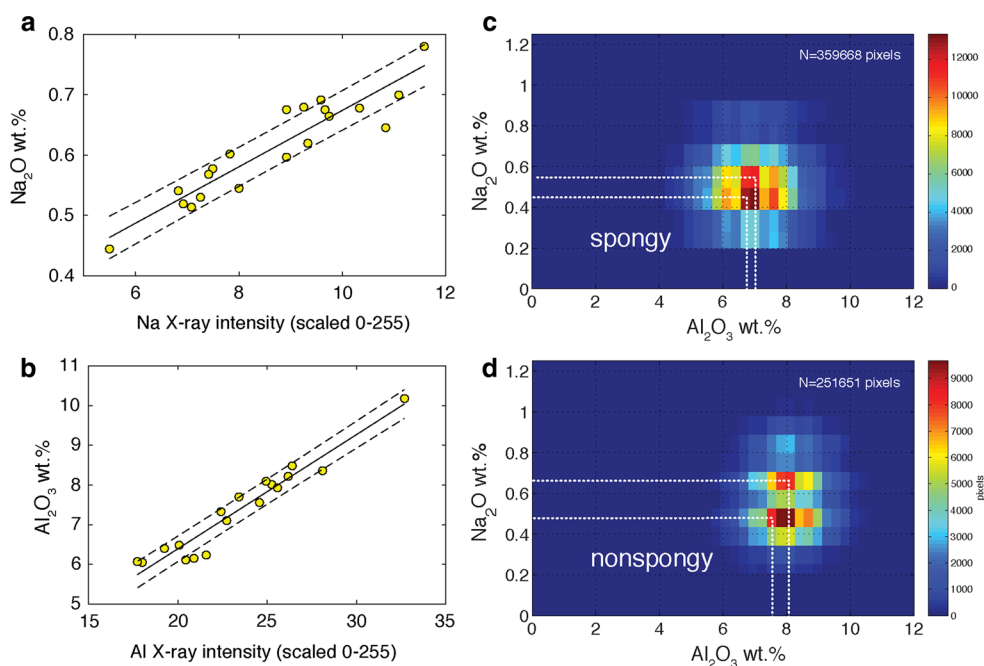 a
0.8
0.7
0.6
0.5
0.4
Na₂O wt.%
6 8 10 12
Na X-ray intensity (scaled 0-255)
b
11
10
9
8
7
6
5
Al₂O₃ wt.%
15 20 25 30 35
Al X-ray intensity (scaled 0-255)
c
1.2
1
0.8
0.6
0.4
0.2
0
Na₂O wt.%
N=359668 pixels
spongy
0 2 4 6 8 10 12
Al₂O₃ wt.%
12000
10000
8000
6000
4000
2000
0
d
1.2
1
0.8
0.6
0.4
0.2
0
Na₂O wt.%
N=251651 pixels
nonspongy
0 2 4 6 8 10 12
Al₂O₃ wt.%
9000
8000
7000
6000
5000
4000
3000
2000
1000
0
pixels